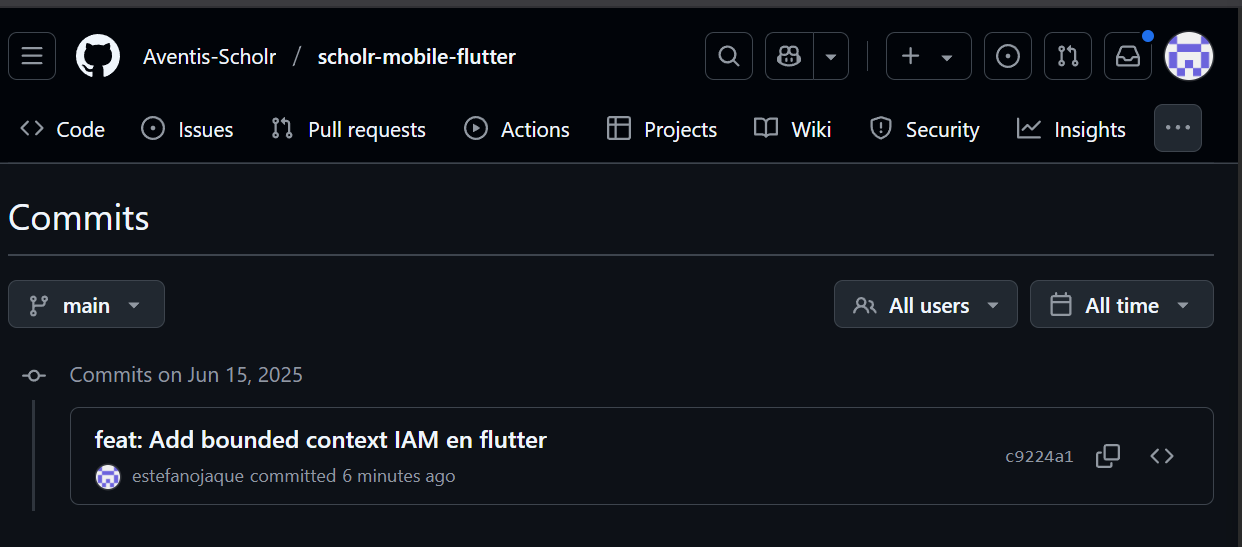 Aventis-Scholr / scholr-mobile-flutter
Code Issues Pull requests Actions Projects Wiki Security Insights
Commits
main All users All time
Commits on Jun 15, 2025
feat: Add bounded context IAM en flutter
c9224a1
estefanojaque committed 6 minutes ago